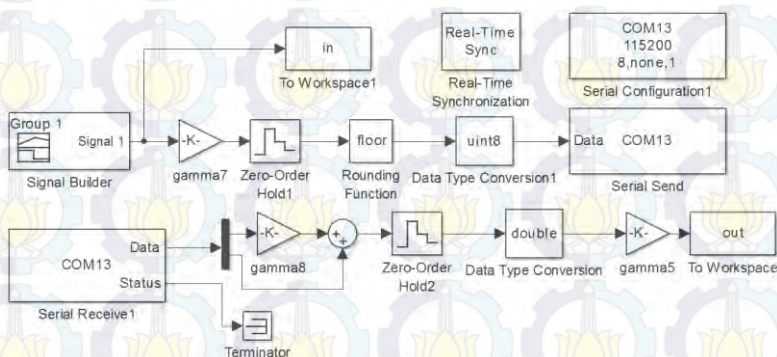 in
To Workspace1
Real-Time
Sync
Real-Time
Synchronization
COM13
115200
8,none,1
Serial Configuration1
Group 1
Signal 1
Signal Builder
-K-
gamma7
Zero-Order
Hold1
floor
Rounding
Function
uint8
Data Type Conversion1
Data
COM13
Serial Send
COM13
Data
Status
Serial Receive1
-K-
gamma8
+
+
Zero-Order
Hold2
double
Data Type Conversion
-K-
gamma5
out
To Workspace
Terminator